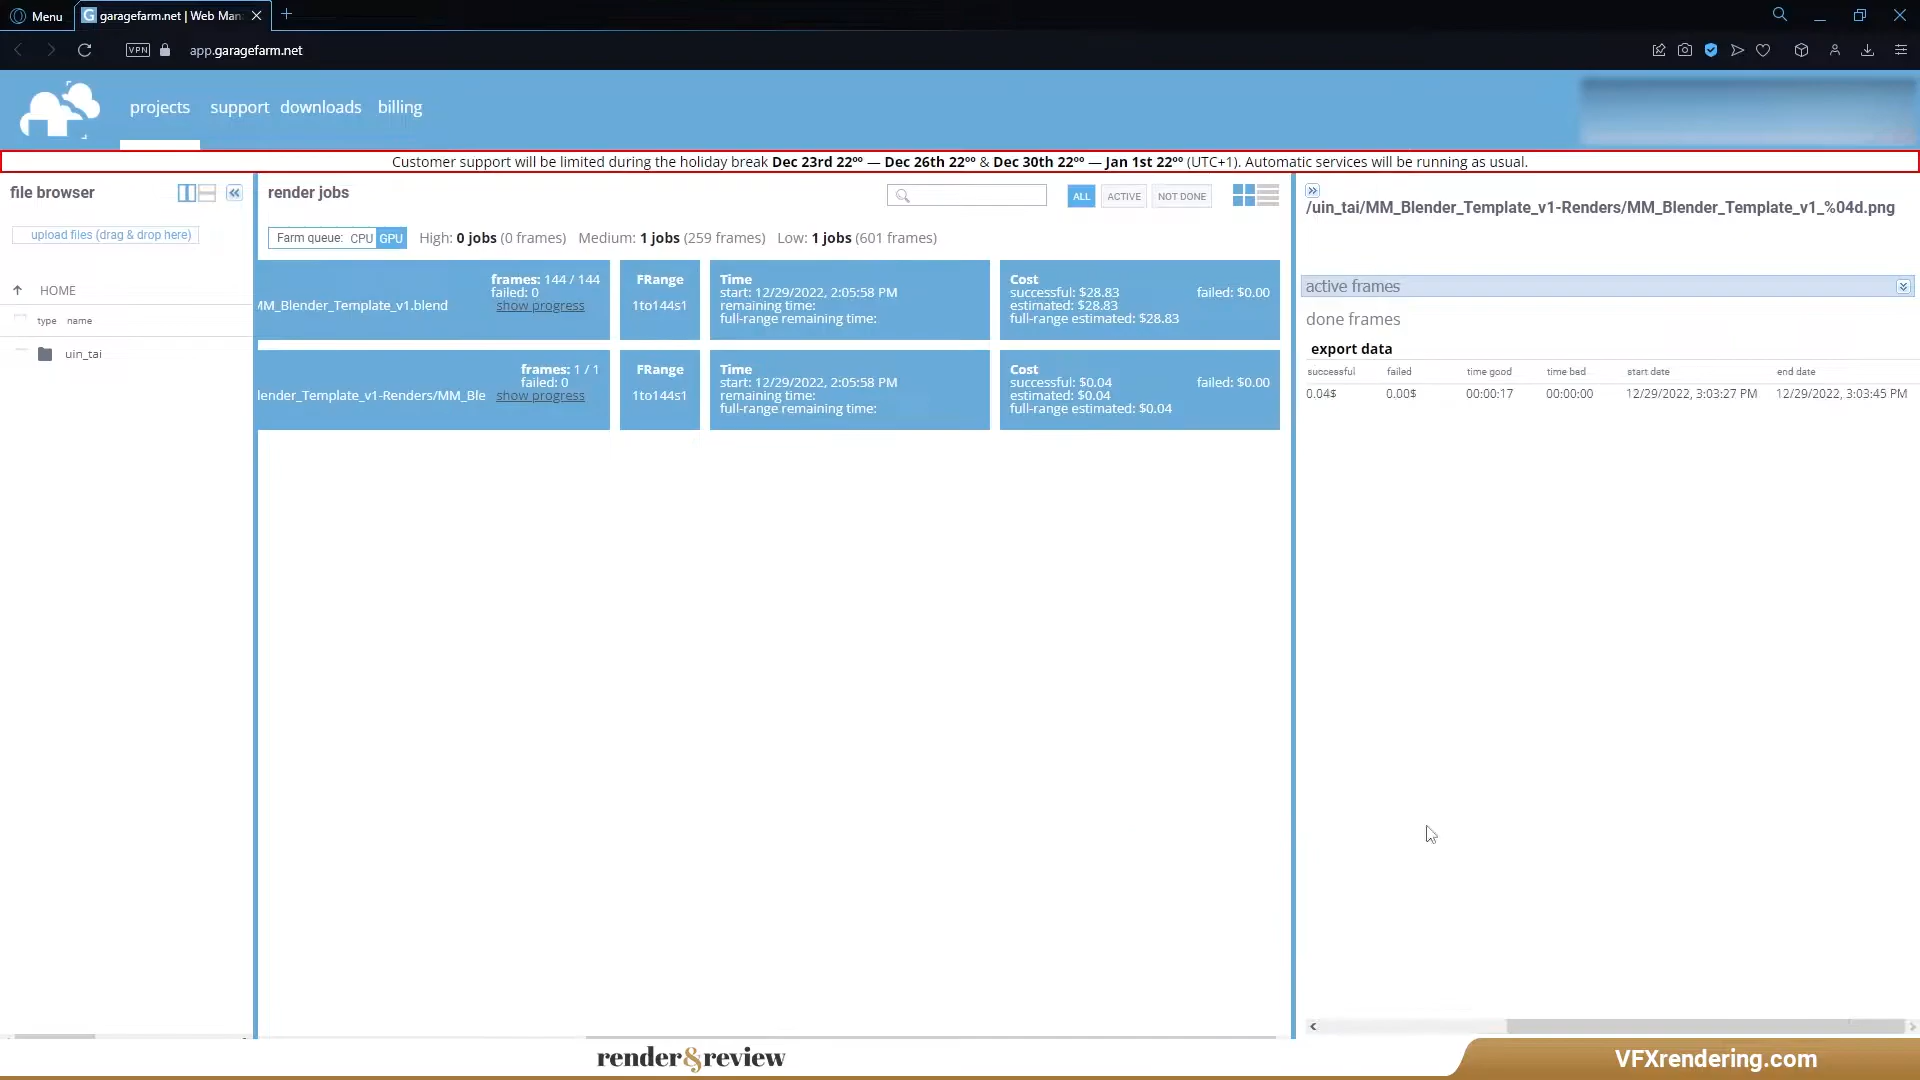 Menu
garagefarm.net | Web Man
VPN
app.garagefarm.net
projects support downloads billing
Customer support will be limited during the holiday break Dec 23rd 22⁰⁰ — Dec 26th 22⁰⁰ & Dec 30th 22⁰⁰ — Jan 1st 22⁰⁰ (UTC+1). Automatic services will be running as usual.
file browser
upload files (drag & drop here)
HOME
type name
uin_tai
render jobs
ALL ACTIVE NOT DONE
Farm queue: CPU GPU High: 0 jobs (0 frames) Medium: 1 jobs (259 frames) Low: 1 jobs (601 frames)
frames: 144 / 144
failed: 0
MM_Blender_Template_v1.blend show progress
FRange
1to144s1
Time
start: 12/29/2022, 2:05:58 PM
remaining time:
full-range remaining time:
Cost
successful: $28.83 failed: $0.00
estimated: $28.83
full-range estimated: $28.83
frames: 1 / 1
failed: 0
lender_Template_v1-Renders/MM_Ble show progress
FRange
1to144s1
Time
start: 12/29/2022, 2:05:58 PM
remaining time:
full-range remaining time:
Cost
successful: $0.04 failed: $0.00
estimated: $0.04
full-range estimated: $0.04
/uin_tai/MM_Blender_Template_v1-Renders/MM_Blender_Template_v1_%04d.png
active frames
done frames
export data
successful failed time good time bad start date end date
0.04$ 0.00$ 00:00:17 00:00:00 12/29/2022, 3:03:27 PM 12/29/2022, 3:03:45 PM
render&review
VFXrendering.com